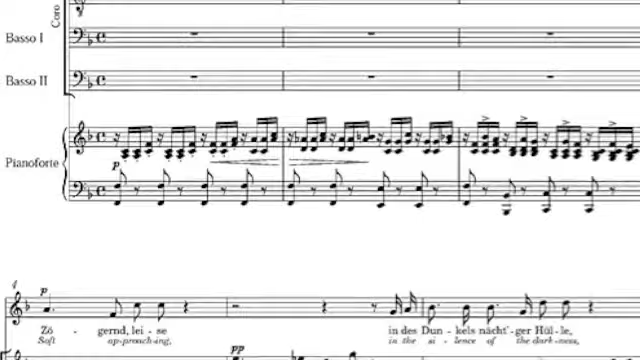 Coro
Basso I
Basso II
Pianoforte
p
4
p
Zö - gernd, lei - se in des Dun - kels nächt'- ger Hül - le,
Soft ap-proach-ing, in the si - lence of the dark-ness,
pp